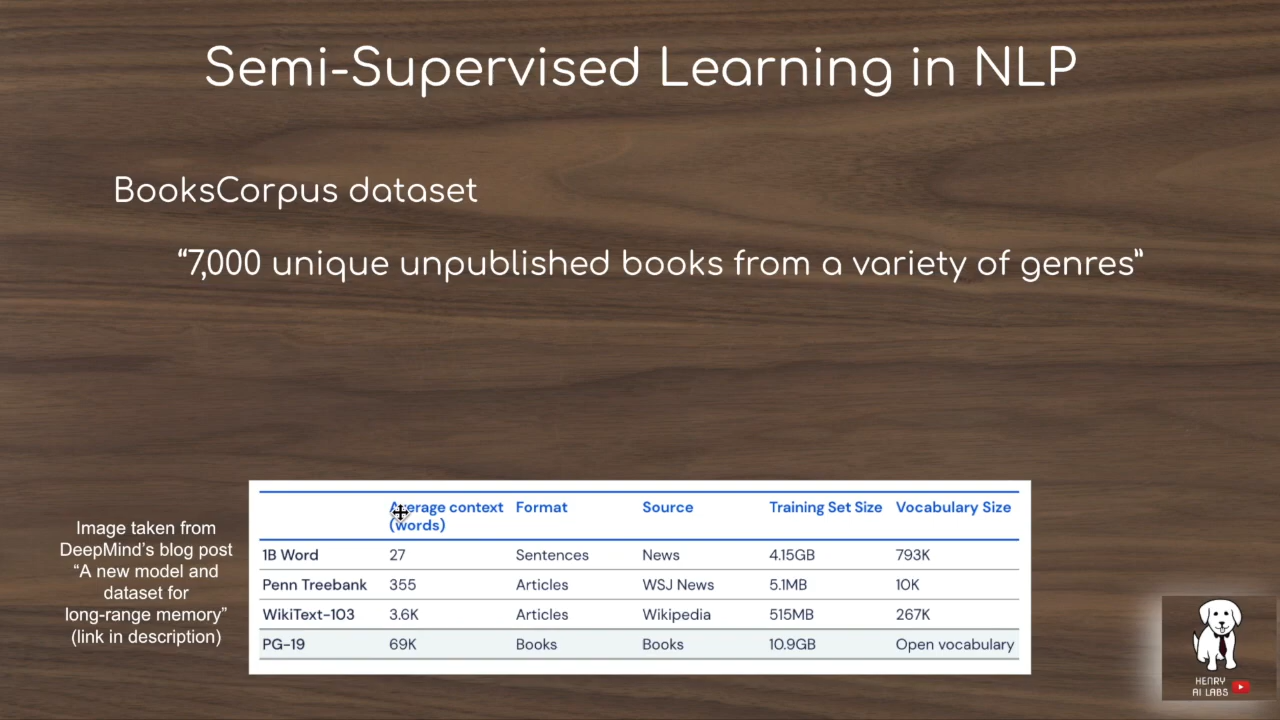 Semi-Supervised Learning in NLP
BooksCorpus dataset
“7,000 unique unpublished books from a variety of genres”
Image taken from
DeepMind’s blog post
“A new model and
dataset for
long-range memory”
(link in description)
Average context Format Source Training Set Size Vocabulary Size
(words)
1B Word 27 Sentences News 4.15GB 793K
Penn Treebank 355 Articles WSJ News 5.1MB 10K
WikiText-103 3.6K Articles Wikipedia 515MB 267K
PG-19 69K Books Books 10.9GB Open vocabulary
HENRY
AI LABS